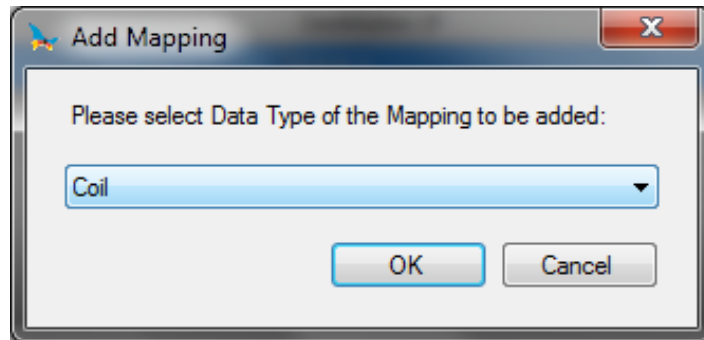 Add Mapping
Please select Data Type of the Mapping to be added:
Coil
OK Cancel